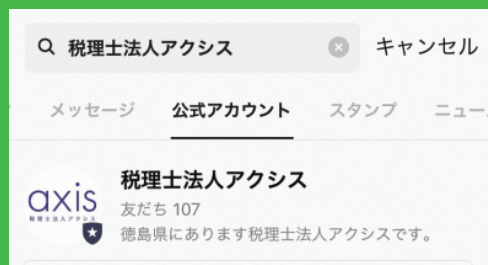 税理士法人アクシス
キャンセル
メッセージ
公式アカウント
スタンプ
ニュー
axis
税理士法人アクシス
税理士法人アクシス
友だち 107
徳島県にあります税理士法人アクシスです。